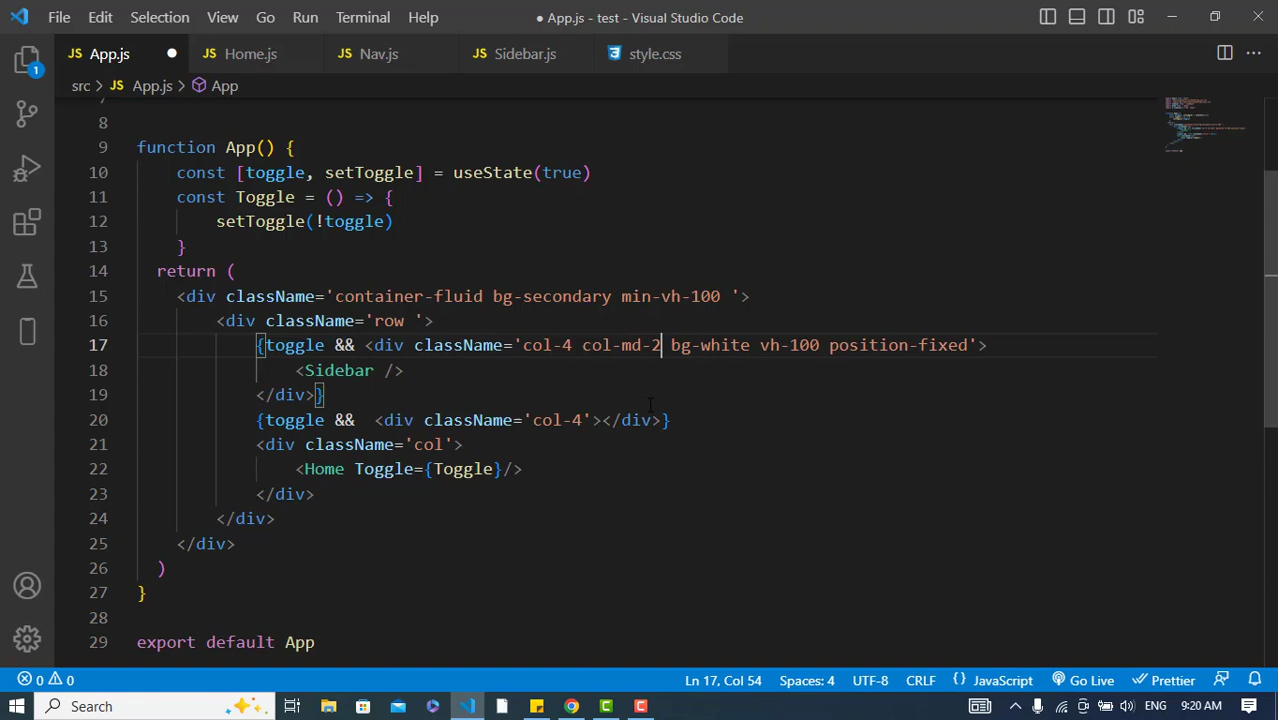 File Edit Selection View Go Run Terminal Help ● App.js - test - Visual Studio Code
JS App.js ● JS Home.js JS Nav.js JS Sidebar.js style.css
1
src > JS App.js > App
7
8
9 function App() {
10 const [toggle, setToggle] = useState(true)
11 const Toggle = () => {
12 setToggle(!toggle)
13 }
14 return (
15 <div className='container-fluid bg-secondary min-vh-100 '>
16 <div className='row '>
17 {toggle && <div className='col-4 col-md-2 bg-white vh-100 position-fixed'>
18 <Sidebar />
19 </div>}
20 {toggle && <div className='col-4'></div>}
21 <div className='col'>
22 <Home Toggle={Toggle}/>
23 </div>
24 </div>
25 </div>
26 )
27 }
28
29 export default App
0 0 Ln 17, Col 54 Spaces: 4 UTF-8 CRLF {} JavaScript Go Live Prettier
Search ENG 9:20 AM